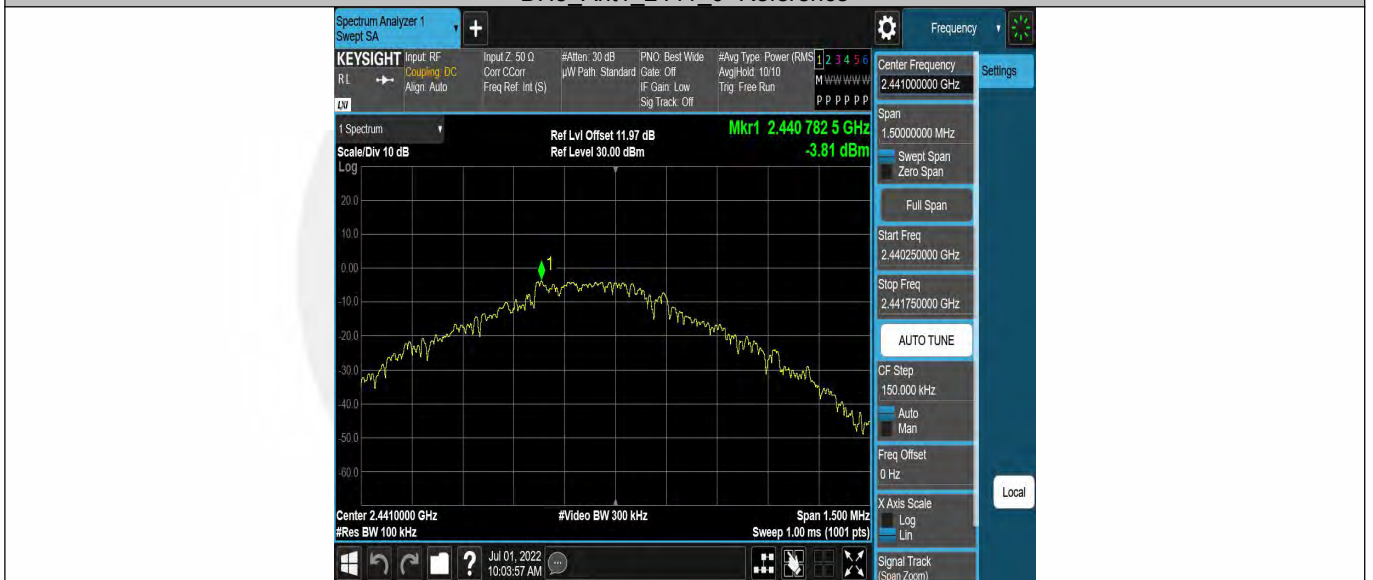 Spectrum Analyzer 1
Swept SA
+
Frequency
KEYSIGHT
RL
LXI
Input: RF
Coupling: DC
Align: Auto
Input Z: 50 Ω
Corr CCorr
Freq Ref: Int (S)
#Atten: 30 dB
µW Path: Standard
PNO: Best Wide
Gate: Off
IF Gain: Low
Sig Track: Off
#Avg Type: Power (RMS
Avg|Hold: 10/10
Trig: Free Run
1 2 3 4 5 6
M W W W W W
P P P P P P
1 Spectrum
Scale/Div 10 dB
Ref Lvl Offset 11.97 dB
Ref Level 30.00 dBm
Mkr1 2.440 782 5 GHz
-3.81 dBm
Log
20.0
10.0
0.00
-10.0
-20.0
-30.0
-40.0
-50.0
-60.0
1
Center 2.4410000 GHz
#Res BW 100 kHz
#Video BW 300 kHz
Span 1.500 MHz
Sweep 1.00 ms (1001 pts)
Jul 01, 2022
10:03:57 AM
Center Frequency
2.441000000 GHz
Settings
Span
1.50000000 MHz
Swept Span
Zero Span
Full Span
Start Freq
2.440250000 GHz
Stop Freq
2.441750000 GHz
AUTO TUNE
CF Step
150.000 kHz
Auto
Man
Freq Offset
0 Hz
X Axis Scale
Log
Lin
Local
Signal Track
(Span Zoom)